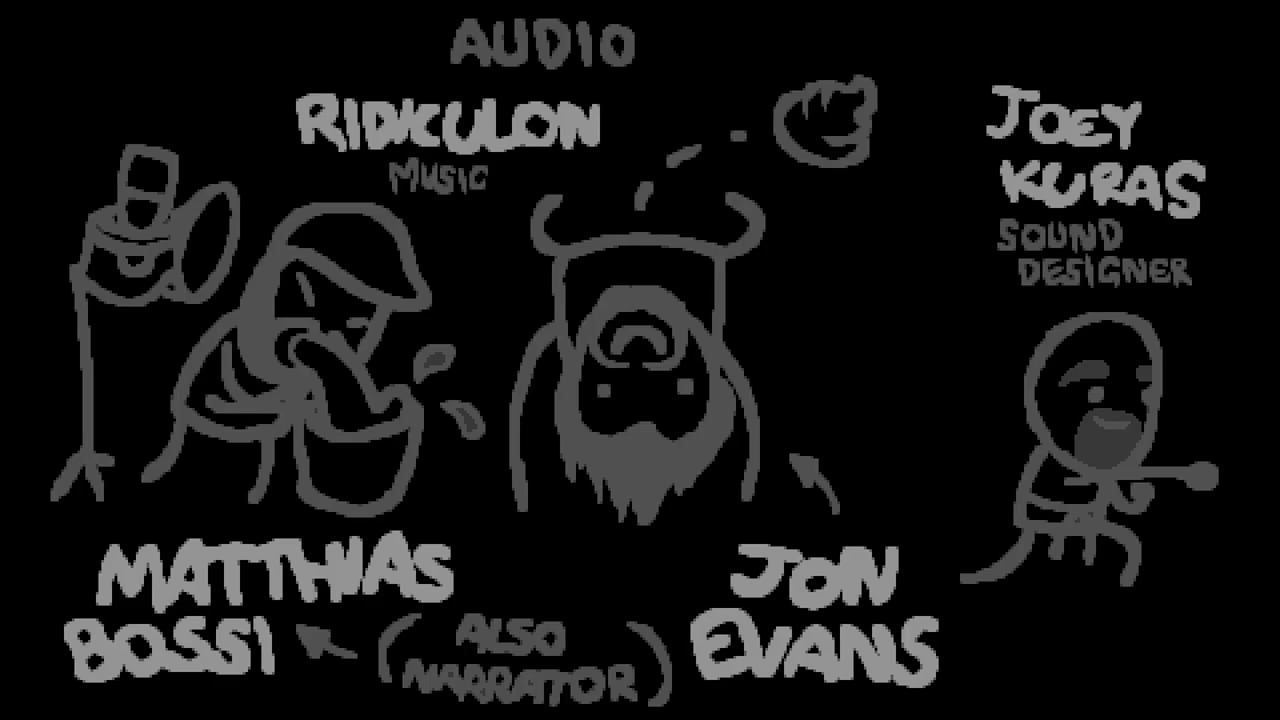 AUDIO
RIDICULON
MUSIC
JOEY
KURAS
SOUND
DESIGNER
MATTHIAS
BOSSI
(ALSO
NARRATOR)
JON
EVANS